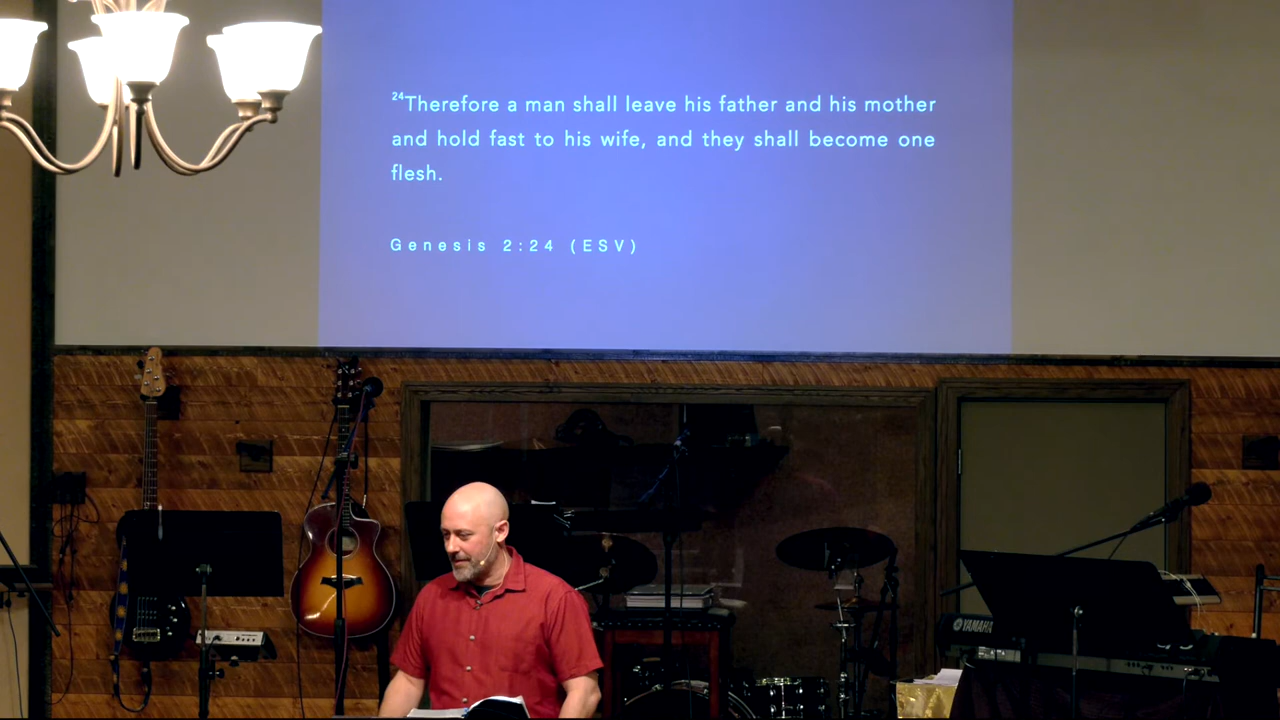 24Therefore a man shall leave his father and his mother
and hold fast to his wife, and they shall become one
flesh.
Genesis 2:24 (ESV)
YAMAHA